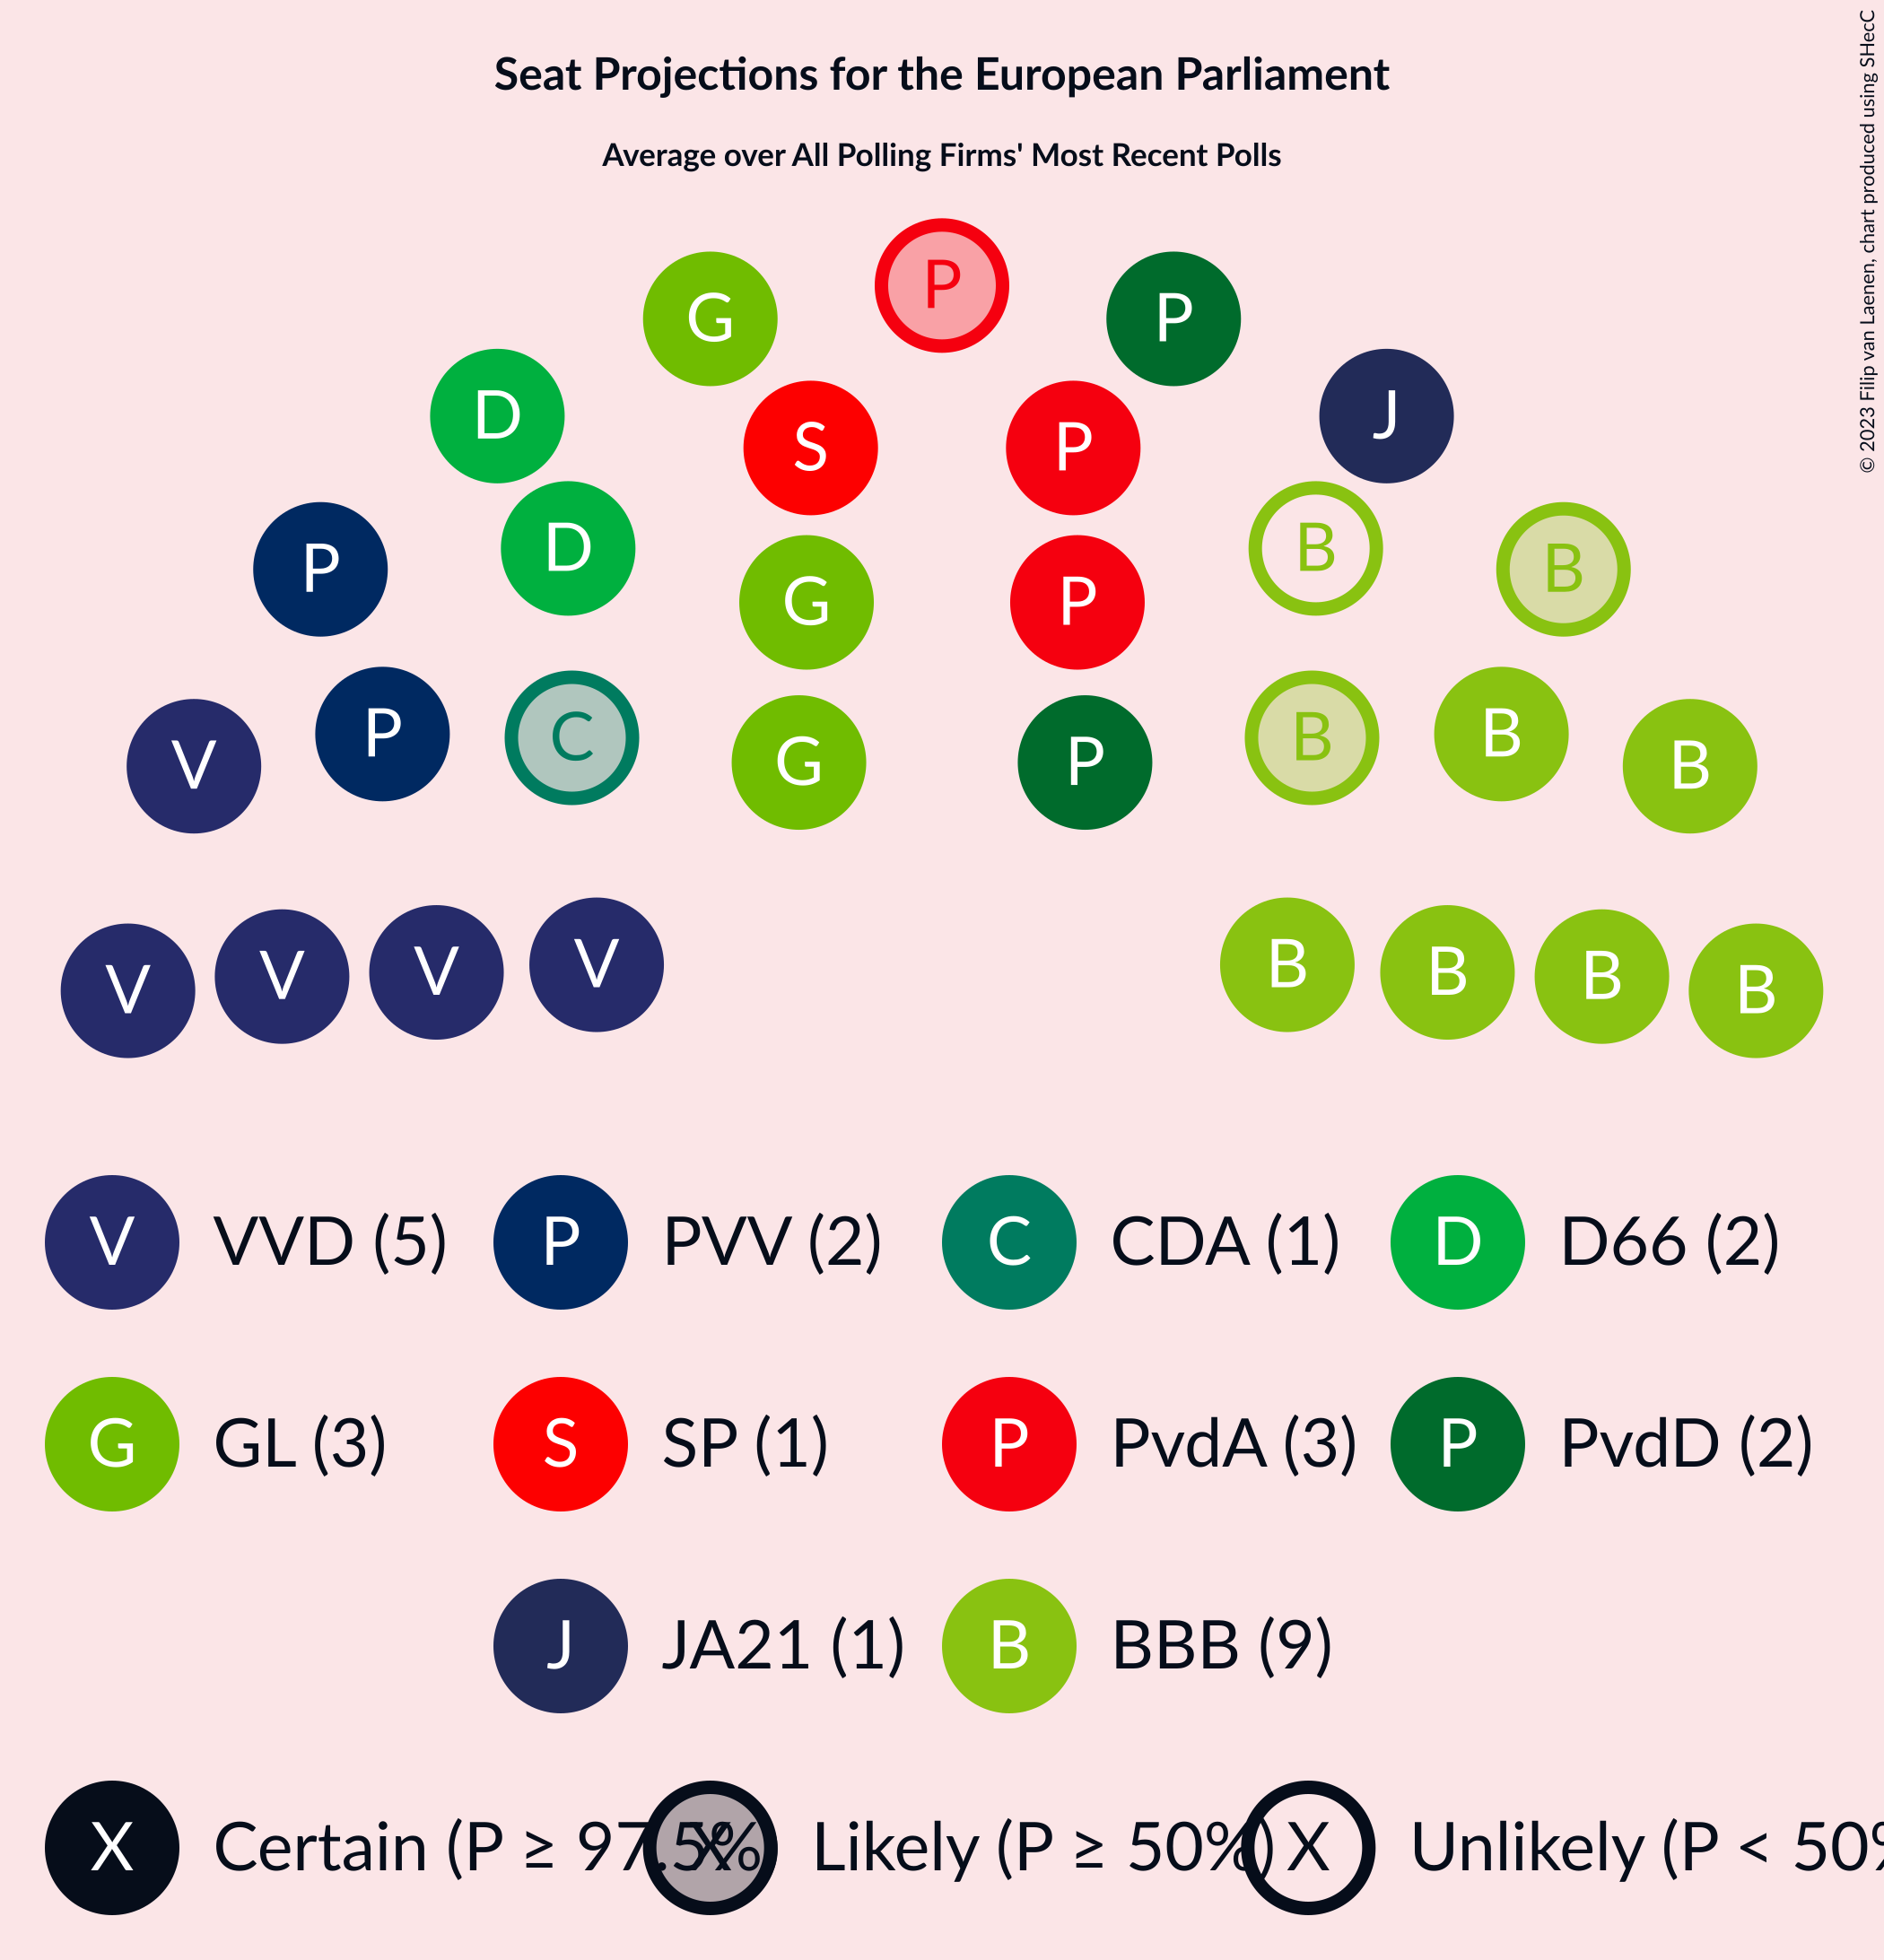 Seat Projections for the European Parliament
Average over All Polling Firms' Most Recent Polls
© 2023 Filip van Laenen, chart produced using SHecC
P
G P
D J
S P
D B
P B
G P
P B
C B
V B
G P
V B
V B
V B
V B
V VVD (5) P PVV (2) C CDA (1) D D66 (2)
G GL (3) S SP (1) P PvdA (3) P PvdD (2)
J JA21 (1) B BBB (9)
X Certain (P ≥ 97.5% X Likely (P ≥ 50%) X Unlikely (P < 50%